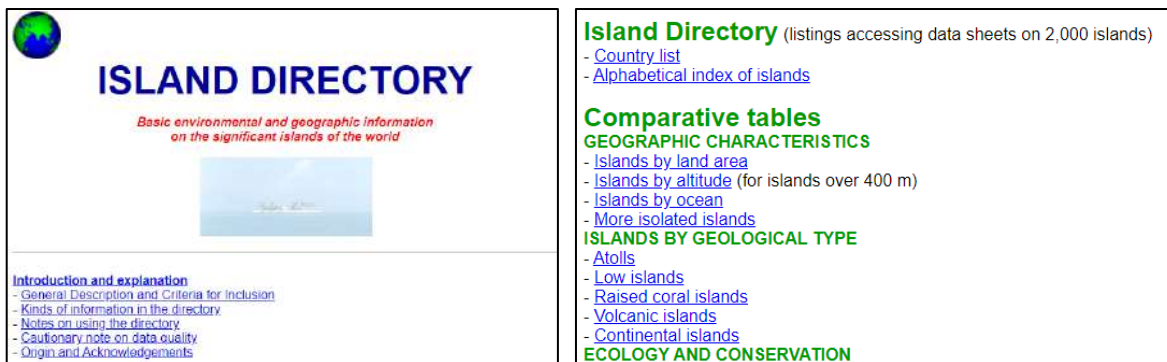 ISLAND DIRECTORY
Basic environmental and geographic information
on the significant islands of the world
Introduction and explanation
- General Description and Criteria for Inclusion
- Kinds of information in the directory
- Notes on using the directory
- Cautionary note on data quality
- Origin and Acknowledgements
Island Directory (listings accessing data sheets on 2,000 islands)
- Country list
- Alphabetical index of islands
Comparative tables
GEOGRAPHIC CHARACTERISTICS
- Islands by land area
- Islands by altitude (for islands over 400 m)
- Islands by ocean
- More isolated islands
ISLANDS BY GEOLOGICAL TYPE
- Atolls
- Low islands
- Raised coral islands
- Volcanic islands
- Continental islands
ECOLOGY AND CONSERVATION